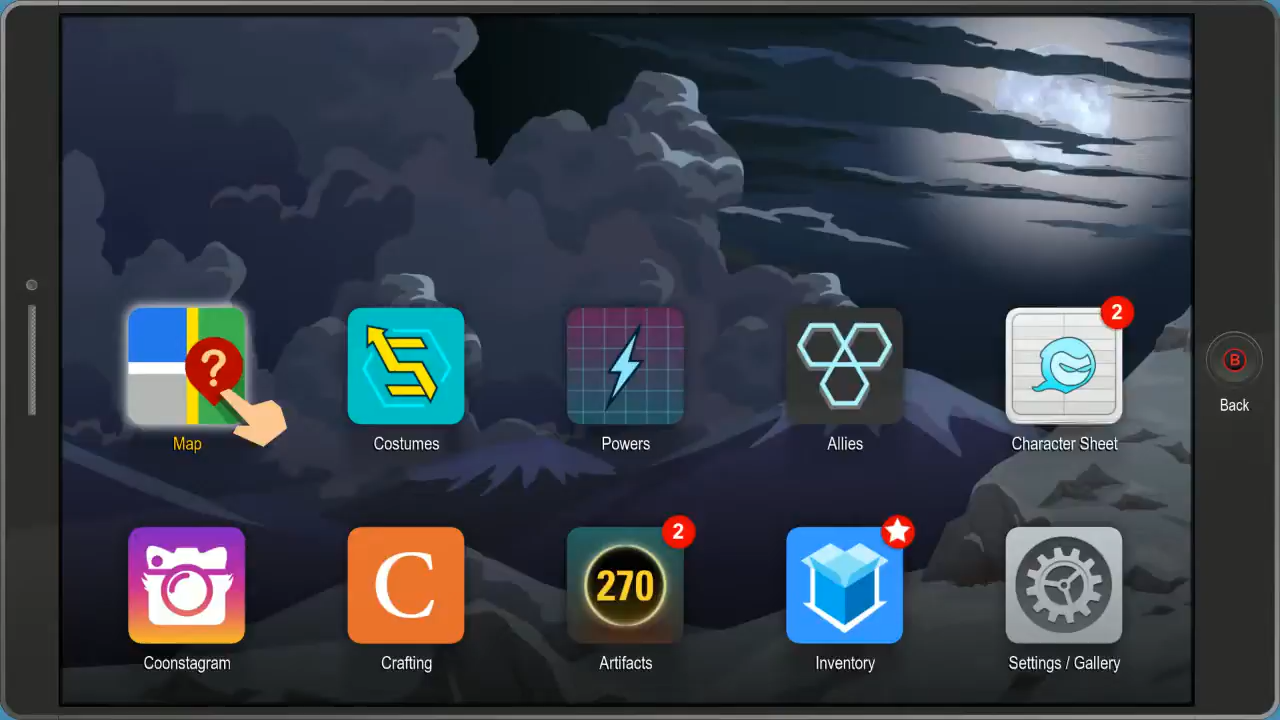 2
?
B
Back
Map
Costumes
Powers
Allies
Character Sheet
2
C
270
Coonstagram
Crafting
Artifacts
Inventory
Settings / Gallery